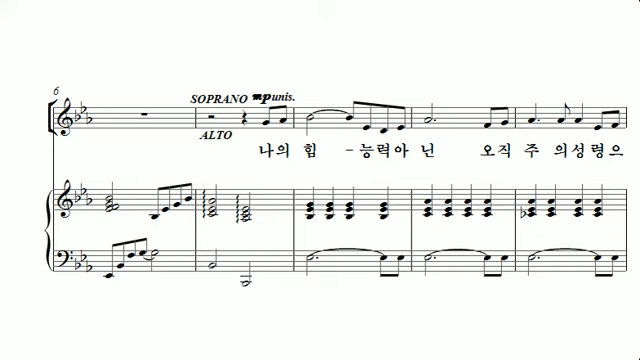 6
SOPRANO mp unis.
ALTO
나의 힘 - 능력아 닌 오직 주 의성 령으